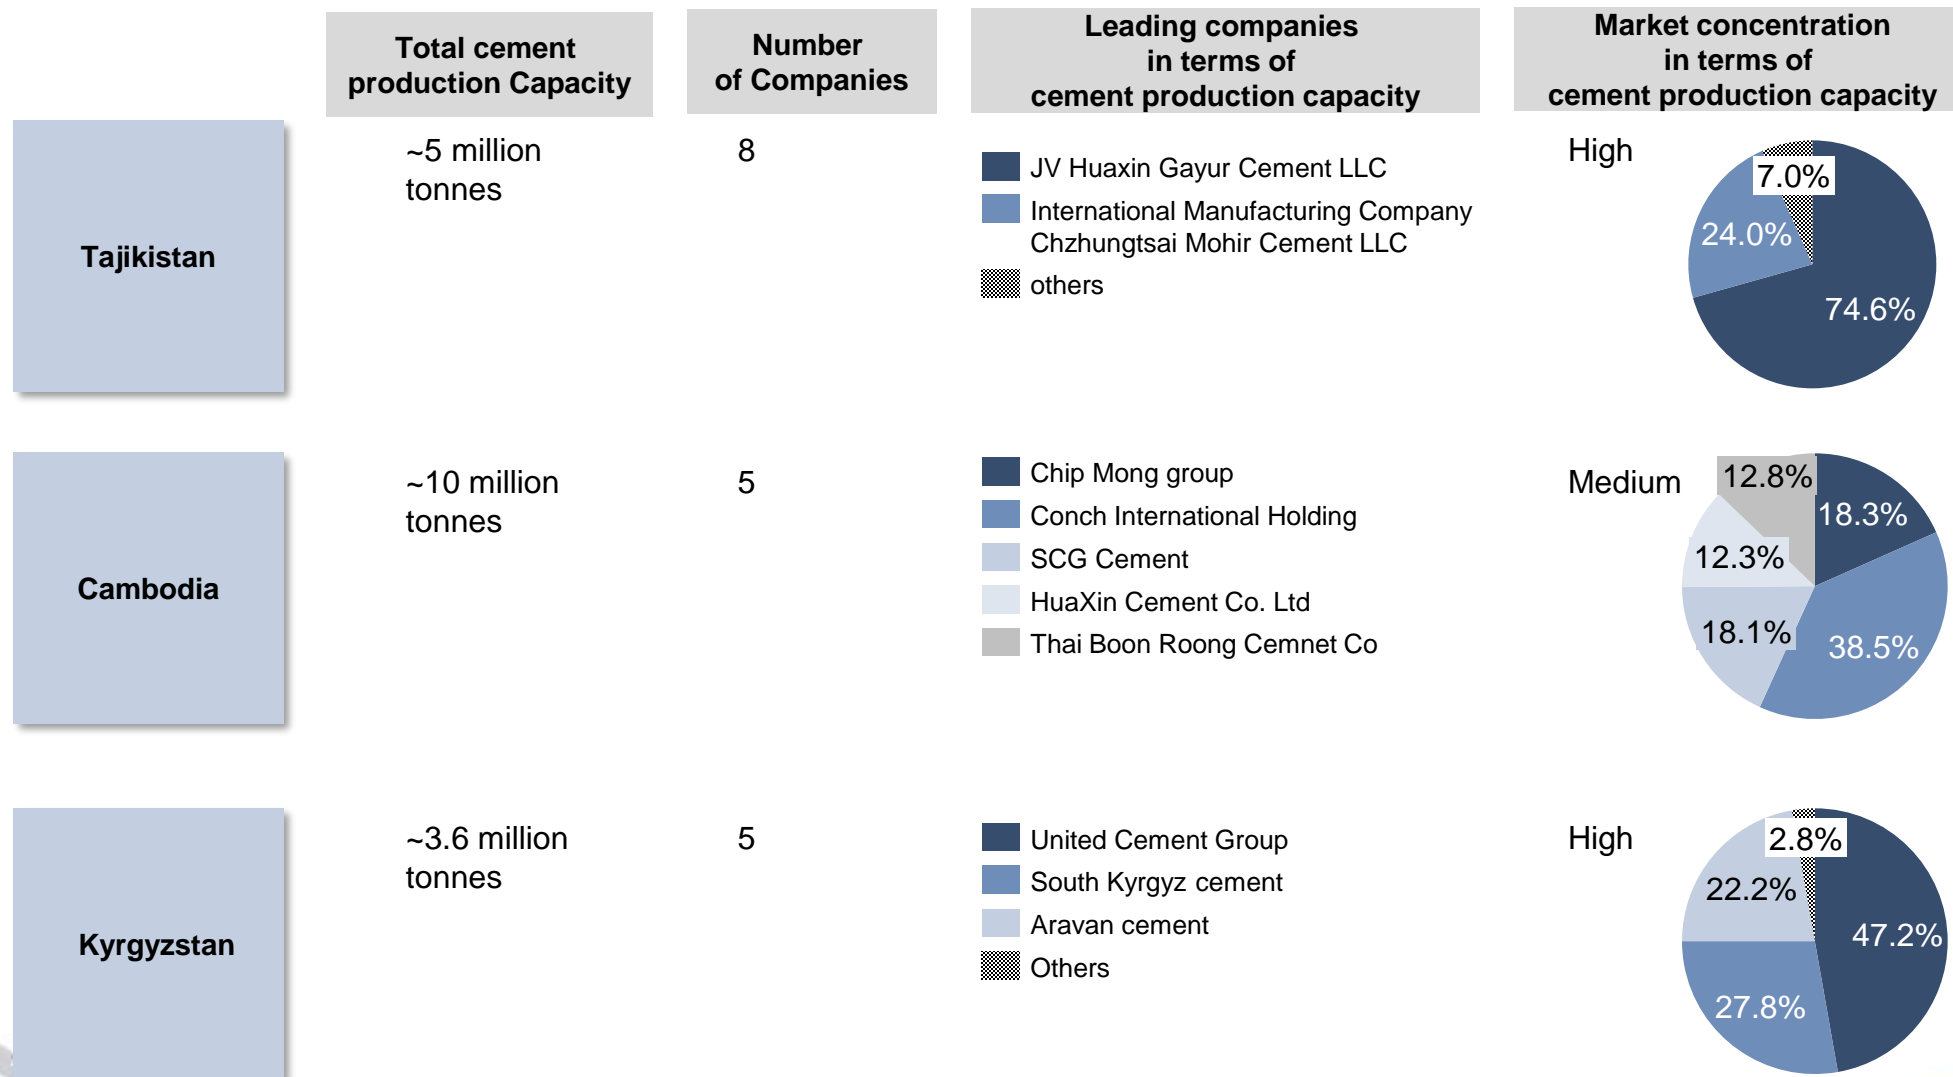 Total cement
production Capacity
Number
of Companies
Leading companies
in terms of
cement production capacity
Market concentration
in terms of
cement production capacity
Tajikistan
~5 million
tonnes
8
JV Huaxin Gayur Cement LLC
International Manufacturing Company
Chzhungtsai Mohir Cement LLC
others
High
7.0%
24.0%
74.6%
Cambodia
~10 million
tonnes
5
Chip Mong group
Conch International Holding
SCG Cement
HuaXin Cement Co. Ltd
Thai Boon Roong Cemnet Co
Medium
12.8%
18.3%
12.3%
18.1%
38.5%
Kyrgyzstan
~3.6 million
tonnes
5
United Cement Group
South Kyrgyz cement
Aravan cement
Others
High
2.8%
22.2%
47.2%
27.8%